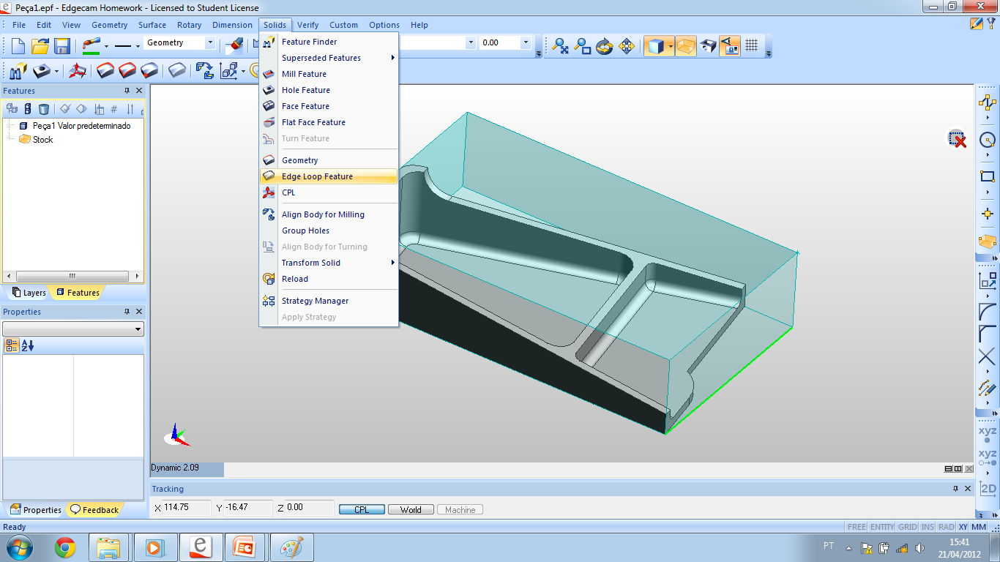 Peça1.epf - Edgecam Homework - Licensed to Student License
File Edit View Geometry Surface Rotary Dimension Solids Verify Custom Options Help
Geometry
0.00
Feature Finder
Superseded Features
Mill Feature
Hole Feature
Face Feature
Flat Face Feature
Turn Feature
Geometry
Edge Loop Feature
CPL
Align Body for Milling
Group Holes
Align Body for Turning
Transform Solid
Reload
Strategy Manager
Apply Strategy
Features
Peça1 Valor predeterminado
Stock
Layers Features
Properties
Properties Feedback
Dynamic 2.09
Tracking
X 114.75 Y -16.47 Z 0.00 CPL World Machine
xyz
xyz
2D
Ready
FREE ENTITY GRID INS RAD XY MM
PT
15:41
21/04/2012